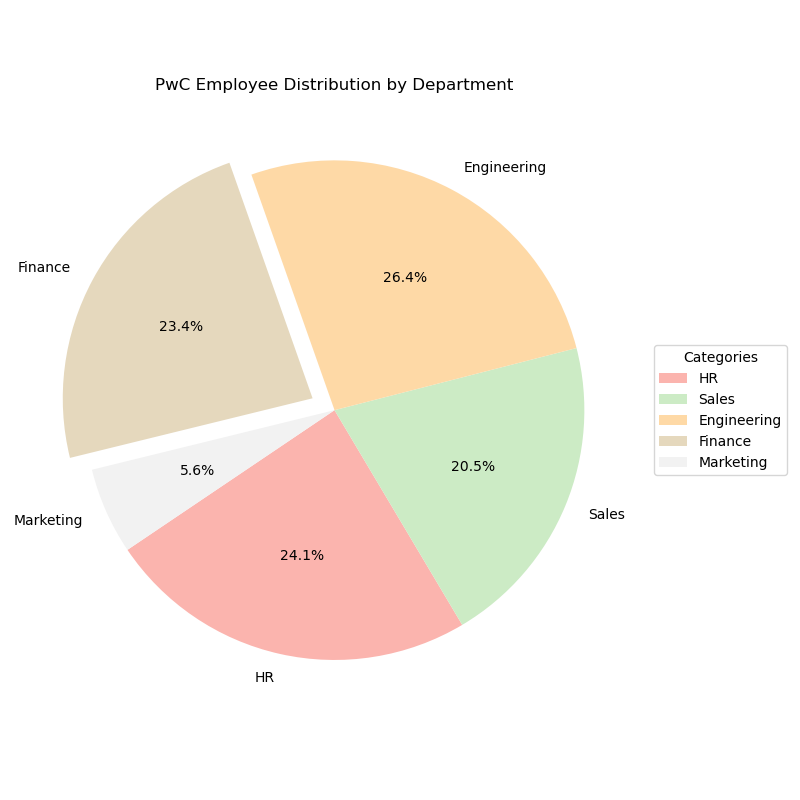 PwC Employee Distribution by Department
Engineering
Finance
26.4%
23.4%
Categories
HR
Sales
Engineering
Finance
Marketing
20.5%
5.6%
Sales
Marketing
24.1%
HR